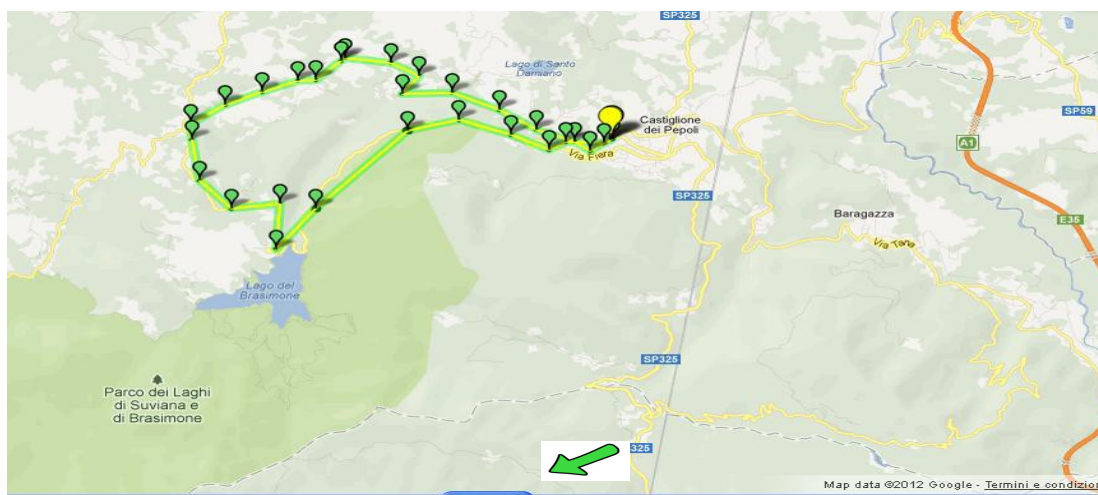 SP325
Lago di Santo
Damiano
SP59
Castiglione
dei Pepoli
A1
Via Fiera
SP325
Baragazza
E35
Via Tana
Lago del
Brasimone
SP325
Parco dei Laghi
di Suviana e
di Brasimone
325
Map data ©2012 Google - Termini e condizion